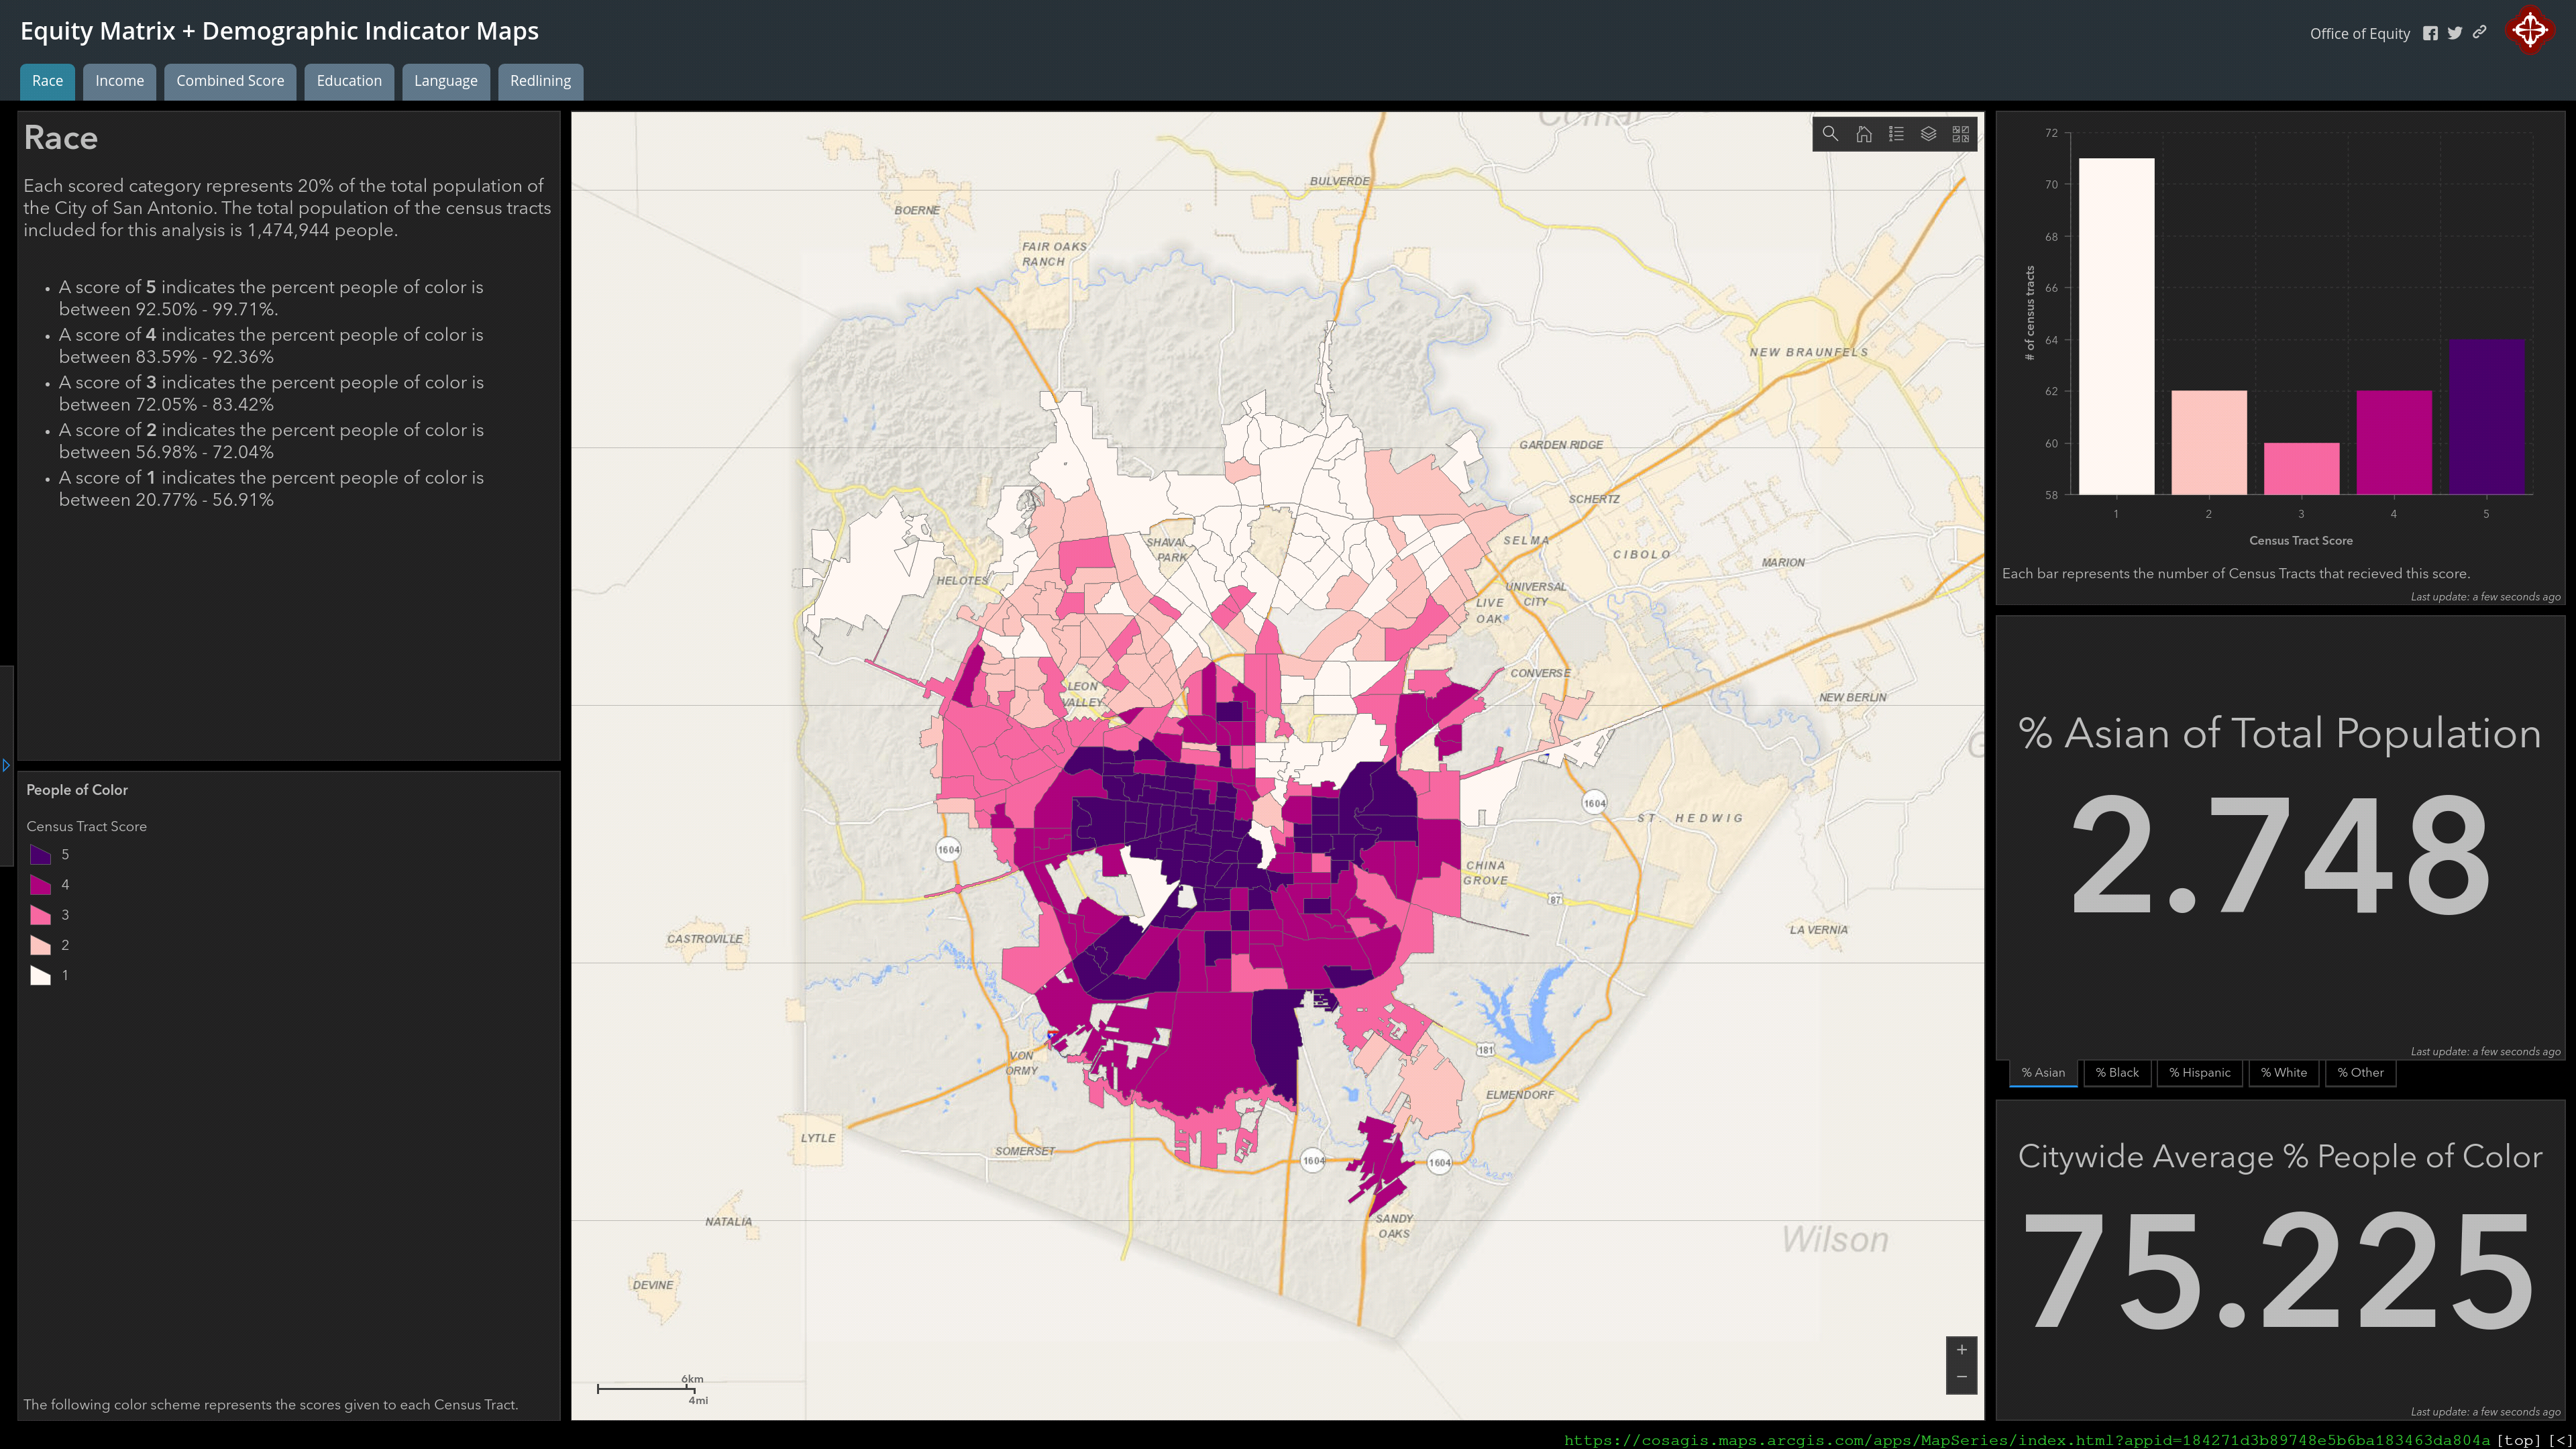 Equity Matrix + Demographic Indicator Maps
Office of Equity
Race
Income
Combined Score
Education
Language
Redlining
Race
Each scored category represents 20% of the total population of
the City of San Antonio. The total population of the census tracts
included for this analysis is 1,474,944 people.
• A score of 5 indicates the percent people of color is
between 92.50% - 99.71%.
• A score of 4 indicates the percent people of color is
between 83.59% - 92.36%
• A score of 3 indicates the percent people of color is
between 72.05% - 83.42%
• A score of 2 indicates the percent people of color is
between 56.98% - 72.04%
• A score of 1 indicates the percent people of color is
between 20.77% - 56.91%
People of Color
Census Tract Score
5
4
3
2
1
The following color scheme represents the scores given to each Census Tract.
BULVERDE
BOERNE
FAIR OAKS
RANCH
NEW BRAUNFELS
GARDEN RIDGE
SCHERTZ
SHAVAN
PARK
SELMA
CIBOLO
MARION
HELOTES
UNIVERSAL
CITY
LIVE
OAK
CONVERSE
LEON
VALLEY
NEW BERLIN
1604
ST. HEDWIG
1604
CHINA
GROVE
87
CASTROVILLE
LA VERNIA
VON
ORMY
181
ELMENDORF
LYTLE
SOMERSET
1604
1604
NATALIA
SANDY
OAKS
Wilson
DEVINE
6km
4mi
+
−
72
70
68
66
64
62
60
58
# of census tracts
1
2
3
4
5
Census Tract Score
Each bar represents the number of Census Tracts that recieved this score.
Last update: a few seconds ago
% Asian of Total Population
2.748
Last update: a few seconds ago
% Asian
% Black
% Hispanic
% White
% Other
Citywide Average % People of Color
75.225
Last update: a few seconds ago
https://cosagis.maps.arcgis.com/apps/MapSeries/index.html?appid=184271d3b89748e5b6ba183463da804a [top] [<]